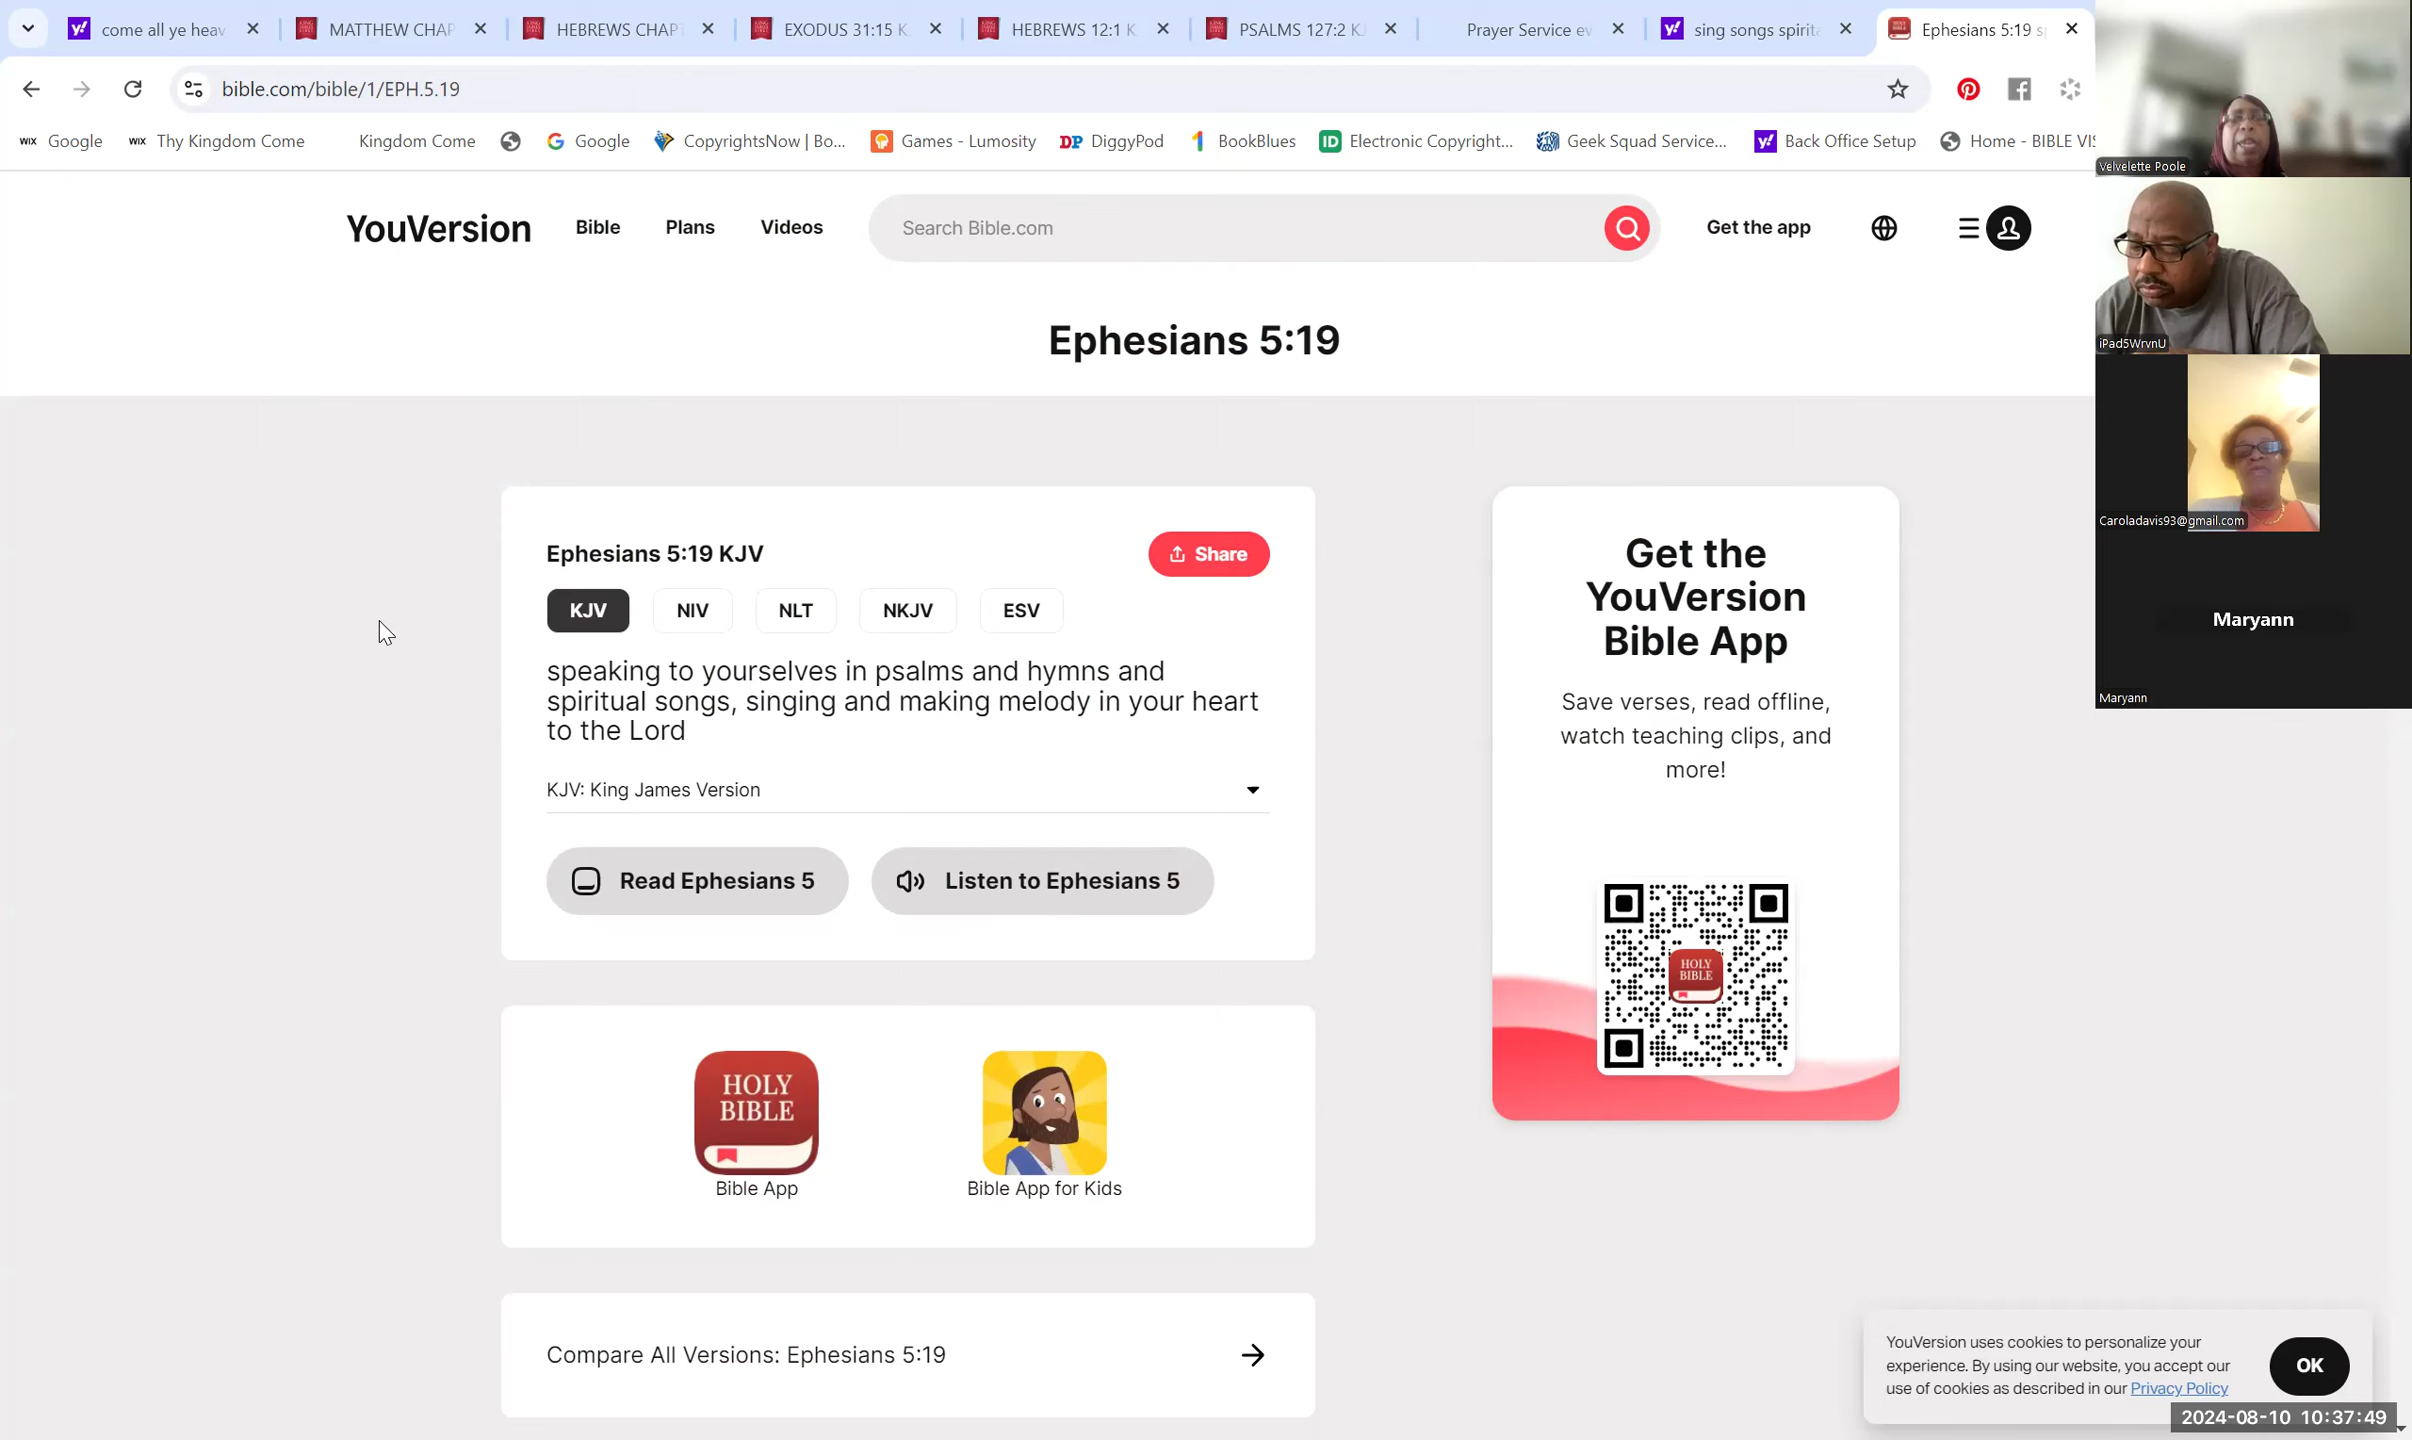 come all ye heav
MATTHEW CHAP
HEBREWS CHAPT
EXODUS 31:15 K
HEBREWS 12:1 K
PSALMS 127:2 KJ
Prayer Service ev
sing songs spirit
Ephesians 5:19 s
bible.com/bible/1/EPH.5.19
WIX Google
WIX Thy Kingdom Come
Kingdom Come
Google
CopyrightsNow | Bo...
Games - Lumosity
DP DiggyPod
BookBlues
ID Electronic Copyright...
Geek Squad Service...
Back Office Setup
Home - BIBLE VIS
Velvelette Poole
YouVersion
Bible
Plans
Videos
Search Bible.com
Get the app
iPad5WrvnU
Ephesians 5:19
Caroladavis93@gmail.com
Maryann
Maryann
Ephesians 5:19 KJV
Share
KJV
NIV
NLT
NKJV
ESV
speaking to yourselves in psalms and hymns and
spiritual songs, singing and making melody in your heart
to the Lord
KJV: King James Version
Read Ephesians 5
Listen to Ephesians 5
Get the
YouVersion
Bible App
Save verses, read offline,
watch teaching clips, and
more!
HOLY
BIBLE
HOLY
BIBLE
Bible App
Bible App for Kids
Compare All Versions: Ephesians 5:19
YouVersion uses cookies to personalize your
experience. By using our website, you accept our
use of cookies as described in our Privacy Policy
OK
2024-08-10 10:37:49